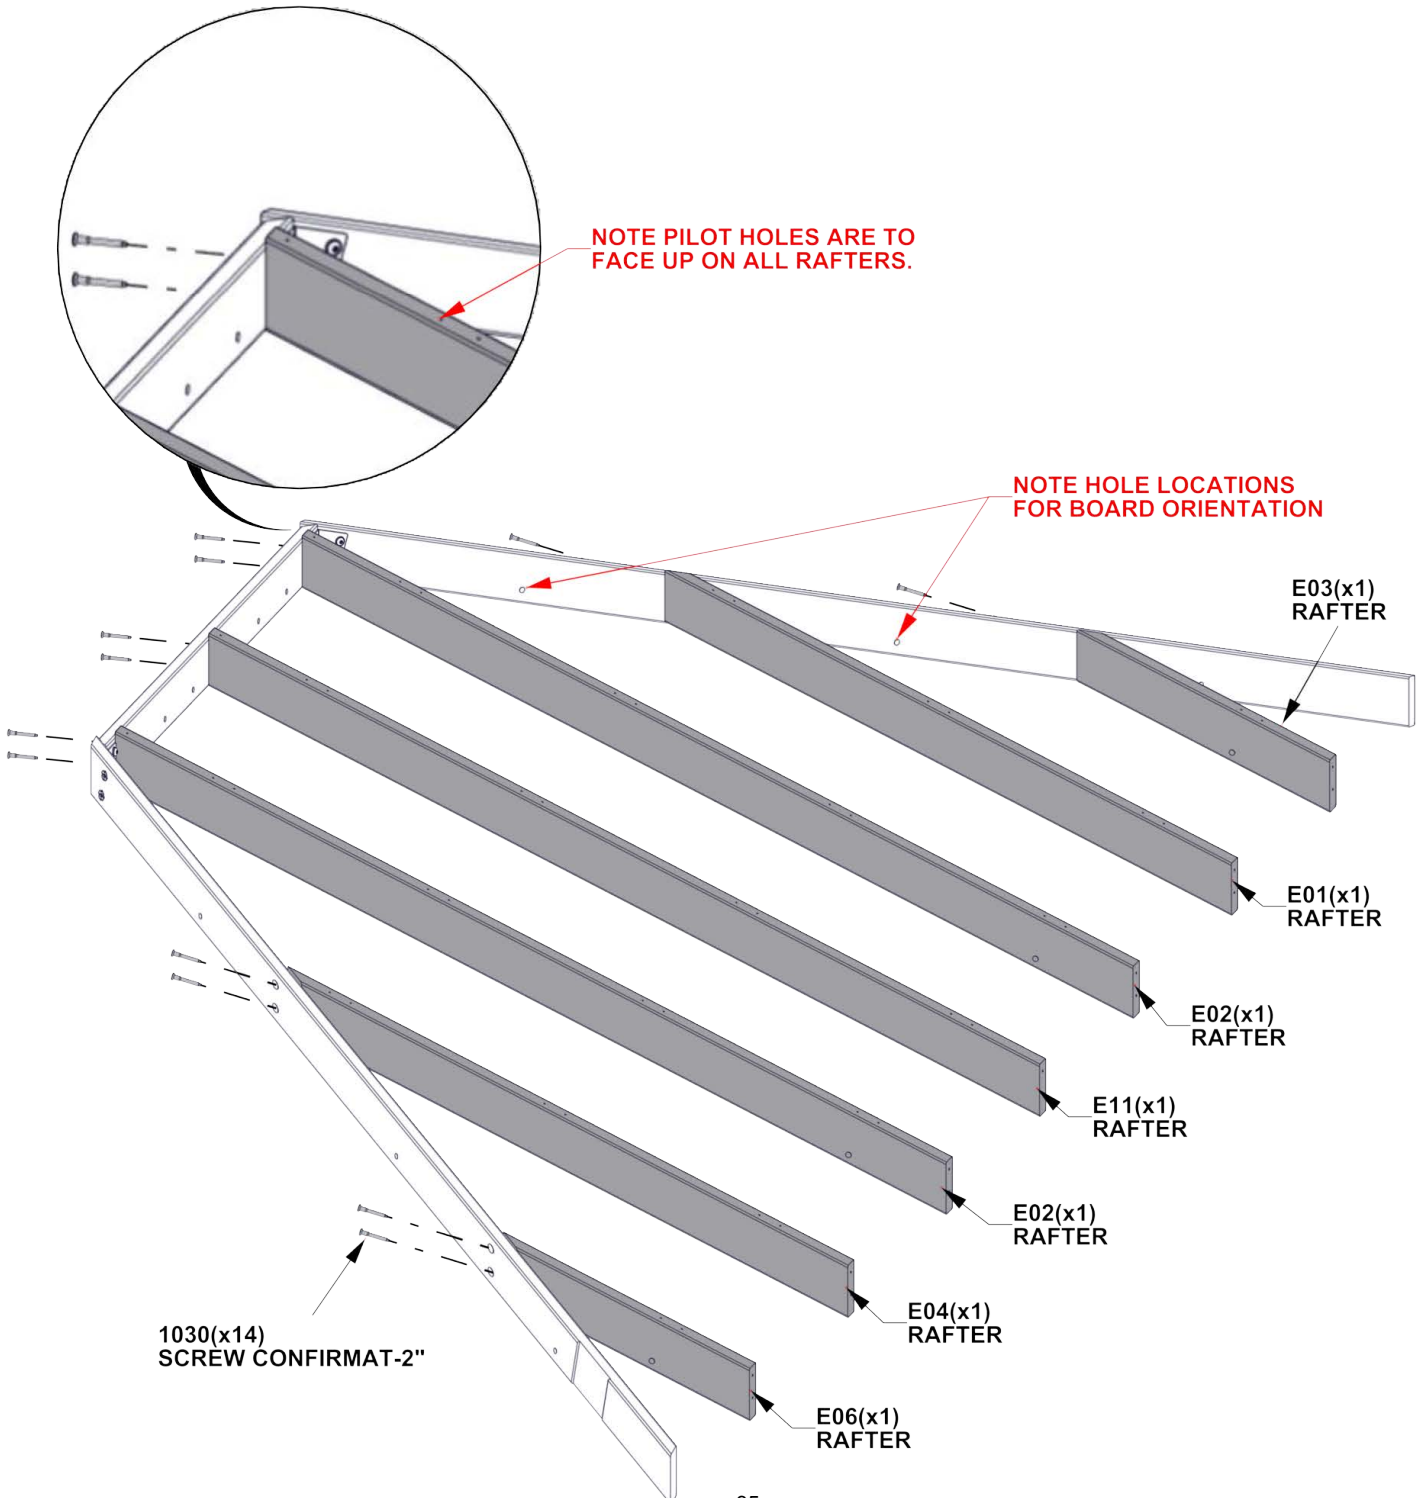 NOTE PILOT HOLES ARE TO
FACE UP ON ALL RAFTERS.
NOTE HOLE LOCATIONS
FOR BOARD ORIENTATION
E03(x1)
RAFTER
E01(x1)
RAFTER
E02(x1)
RAFTER
E11(x1)
RAFTER
E02(x1)
RAFTER
E04(x1)
RAFTER
E06(x1)
RAFTER
1030(x14)
SCREW CONFIRMAT-2"